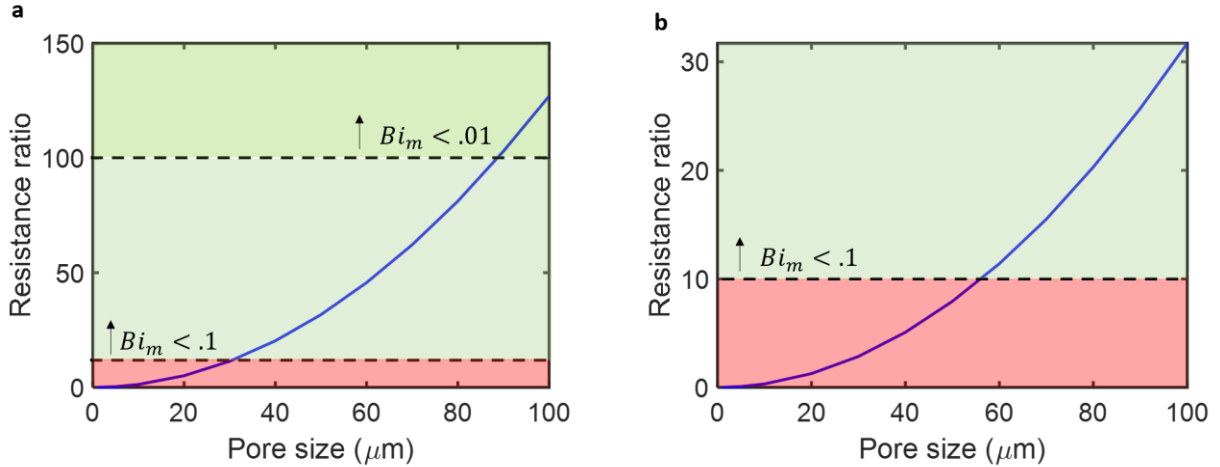 a
150
100
50
0
Resistance ratio
↑ Bi_m < .01
↑ Bi_m < .1
0 20 40 60 80 100
Pore size (μm)
b
30
20
10
0
Resistance ratio
↑ Bi_m < .1
0 20 40 60 80 100
Pore size (μm)